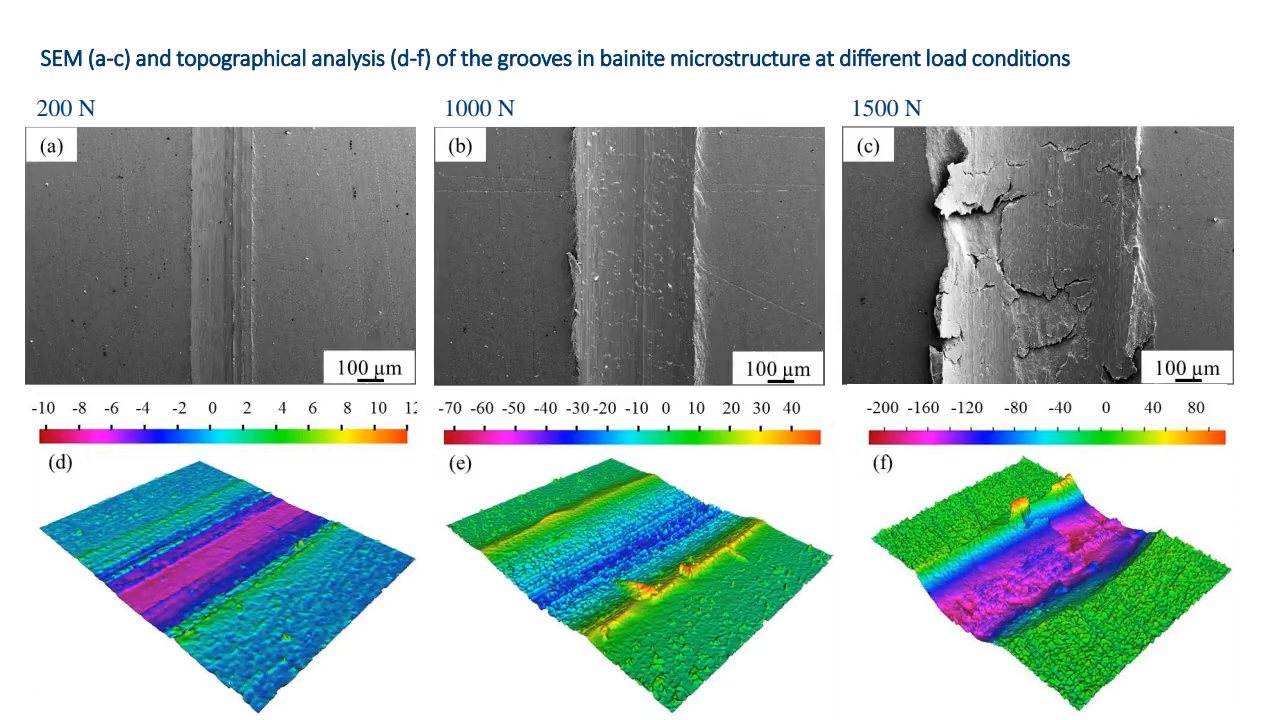 SEM (a-c) and topographical analysis (d-f) of the grooves in bainite microstructure at different load conditions
200 N 1000 N 1500 N
(a) (b) (c)
100 µm 100 µm 100 µm
-10 -8 -6 -4 -2 0 2 4 6 8 10 -70 -60 -50 -40 -30 -20 -10 0 10 20 30 40 -200 -160 -120 -80 -40 0 40 80
(d) (e) (f)